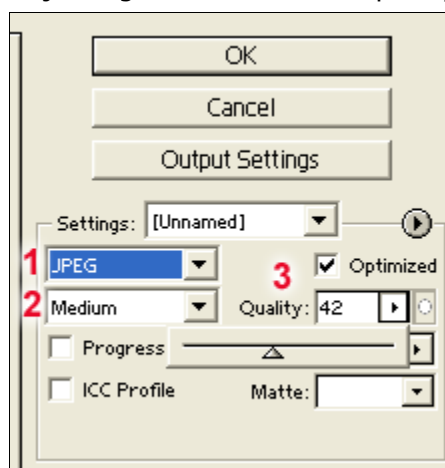 OK
Cancel
Output Settings
Settings: [Unnamed]
1 JPEG Optimized
2 Medium 3 Quality: 42
Progress
ICC Profile Matte: